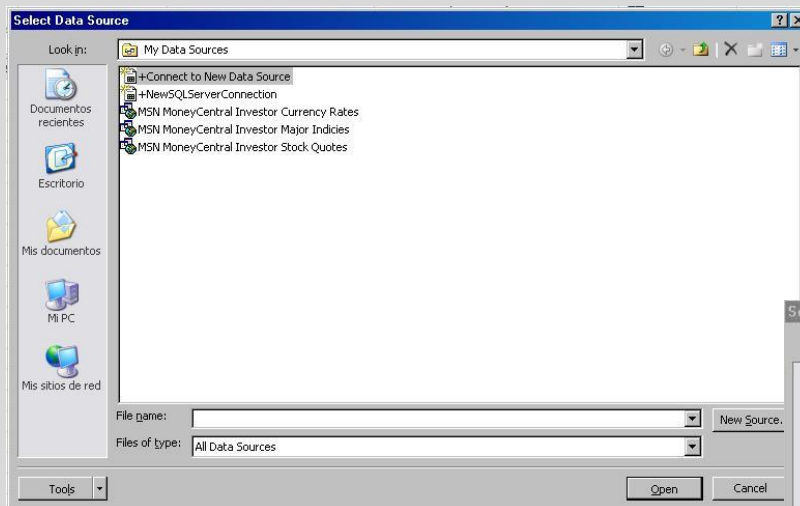 Select Data Source
Look in: My Data Sources
+Connect to New Data Source
+NewSQLServerConnection
MSN MoneyCentral Investor Currency Rates
MSN MoneyCentral Investor Major Indicies
MSN MoneyCentral Investor Stock Quotes
Documentos
recientes
Escritorio
Mis documentos
Mi PC
Mis sitios de red
File name:
New Source.
Files of type: All Data Sources
Tools
Open
Cancel